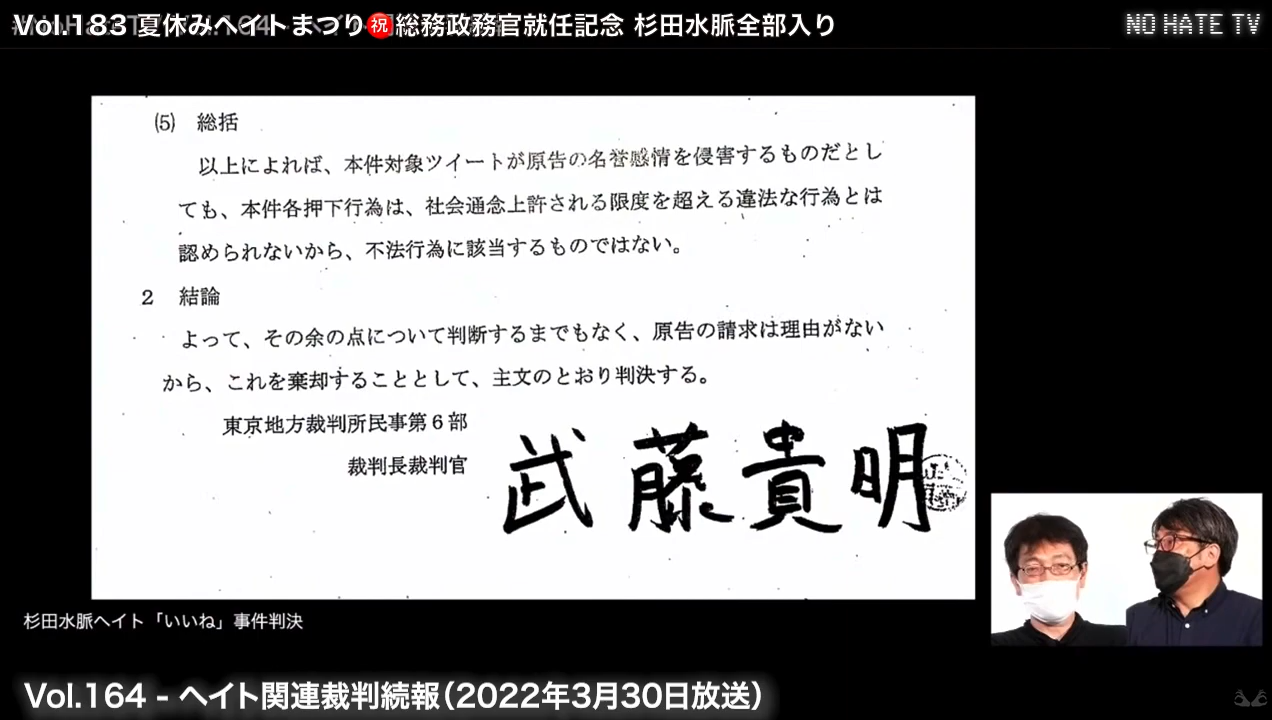 Vol.183 夏休みヘイトまつり㊗総務政務官就任記念 杉田水脈全部入り
NO HATE TV
(5) 総括
以上によれば、本件対象ツイートが原告の名誉感情を侵害するものだとし
ても、本件各押下行為は、社会通念上許される限度を超える違法な行為とは
認められないから、不法行為に該当するものではない。
2 結論
よって、その余の点について判断するまでもなく、原告の請求は理由がない
から、これを棄却することとして、主文のとおり判決する。
東京地方裁判所民事第6部
裁判長裁判官
武藤貴明
杉田水脈ヘイト「いいね」事件判決
Vol.164 – ヘイト関連裁判続報（2022年3月30日放送）